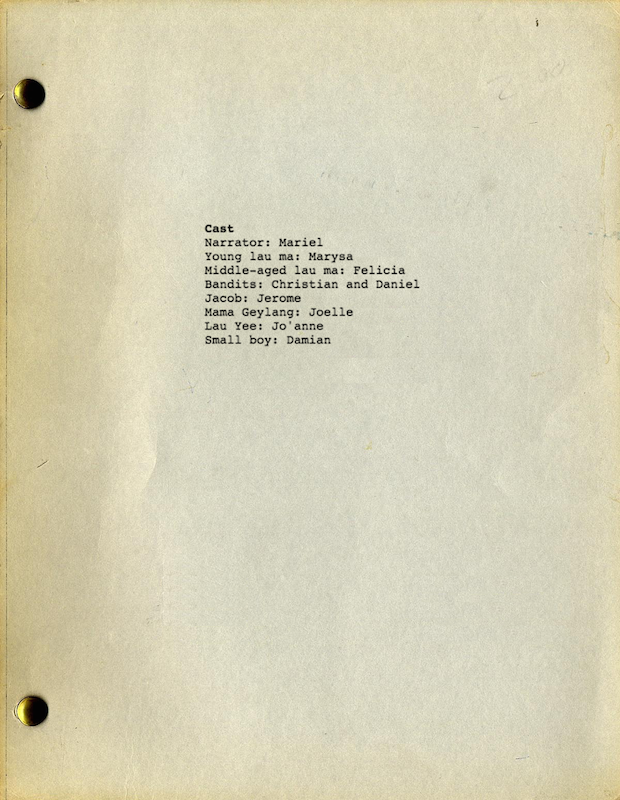 Cast
Narrator: Mariel
Young lau ma: Marysa
Middle-aged lau ma: Felicia
Bandits: Christian and Daniel
Jacob: Jerome
Mama Geylang: Joelle
Lau Yee: Jo'anne
Small boy: Damian